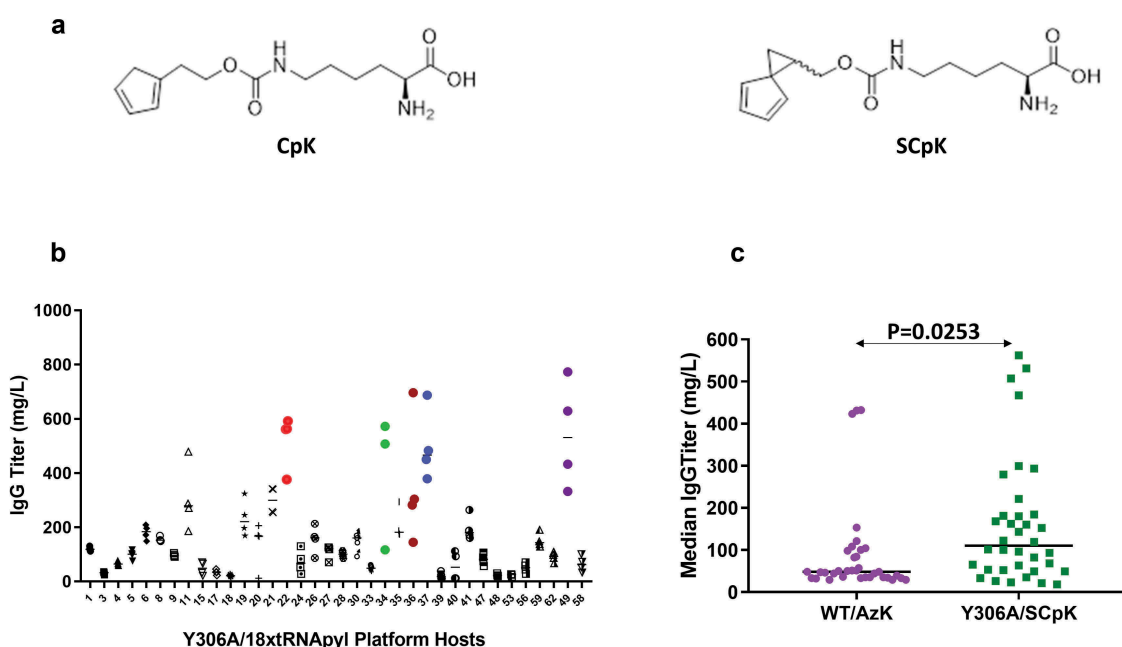 a
O
O
N
H
O
O
OH
NH₂
CpK
O
O
N
H
O
O
OH
NH₂
SCpK
b
1000
800
600
400
200
0
IgG Titer (mg/L)
1 3 4 5 6 8 9 11 15 17 18 19 20 21 22 24 26 27 28 30 33 34 35 36 37 39 40 41 47 48 53 56 59 62 49 58
Y306A/18xtRNApyl Platform Hosts
c
P=0.0253
600
500
400
300
200
100
0
Median IgGTiter (mg/L)
WT/AzK Y306A/SCpK